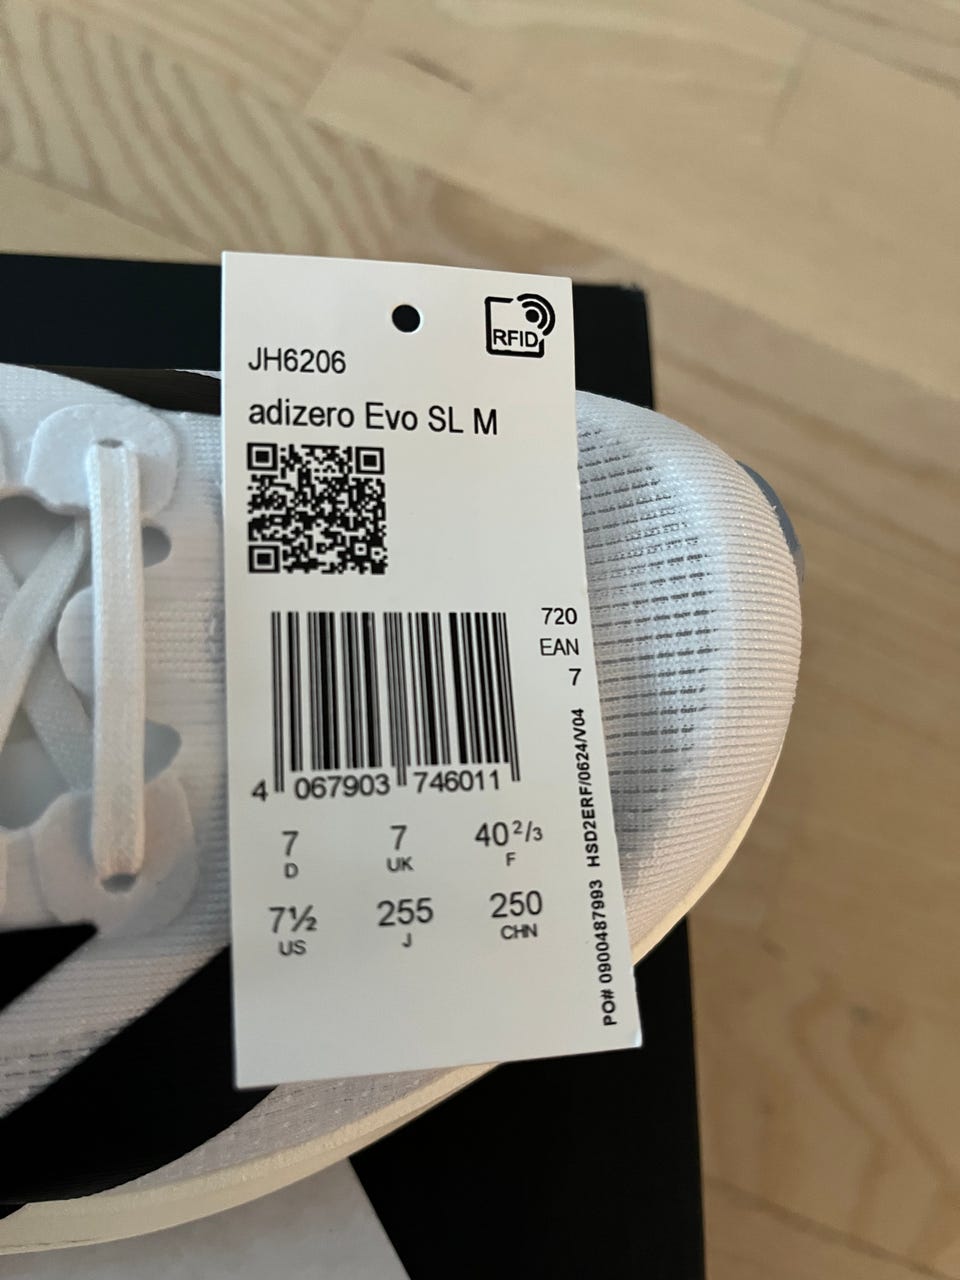 RFID
JH6206
adizero Evo SL M
720
EAN
7
4 067903 746011
7 7 40 2/3
D UK F
7½ 255 250
US J CHN
PO# 0900487993 HSD2ERF/0624/V04